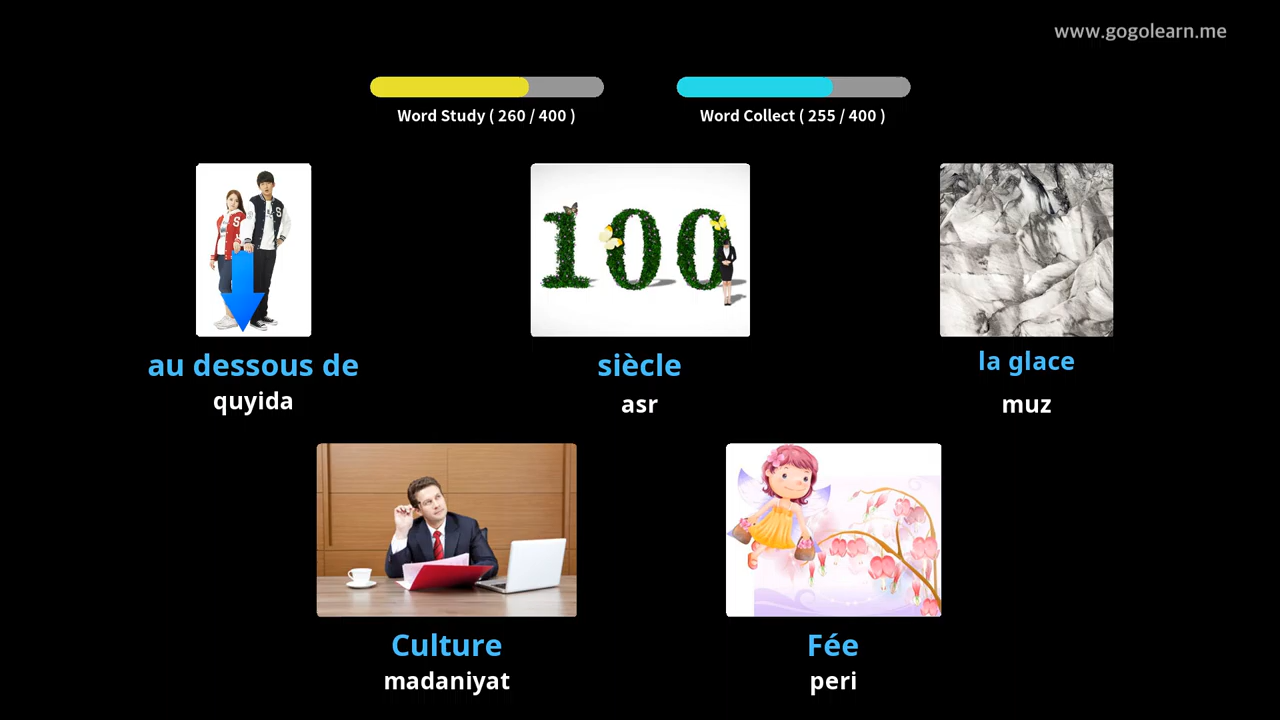 www.gogolearn.me
Word Study ( 260 / 400 )
Word Collect ( 255 / 400 )
S
S
100
au dessous de
quyida
siècle
asr
la glace
muz
Culture
madaniyat
Fée
peri